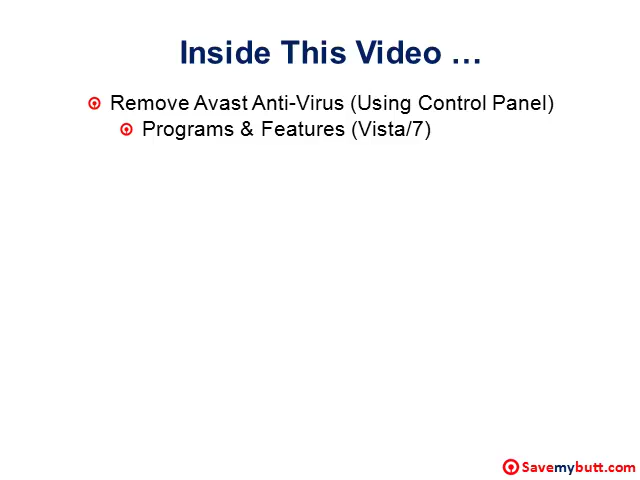 Inside This Video …
Remove Avast Anti-Virus (Using Control Panel)
Programs & Features (Vista/7)
Savemybutt.com